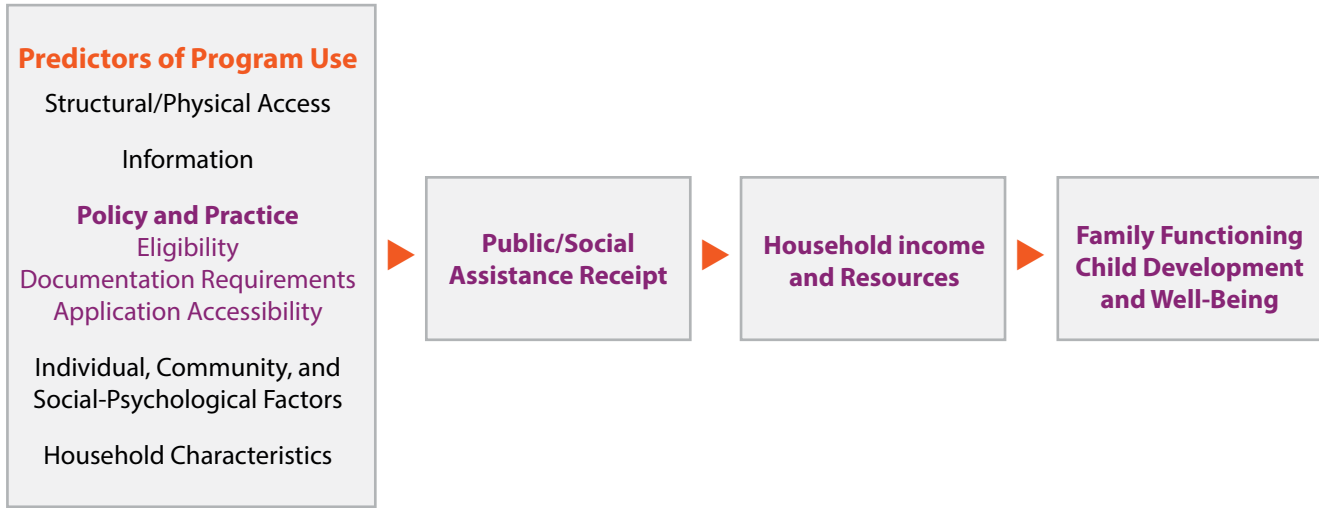 Predictors of Program Use
Structural/Physical Access
Information
Policy and Practice
Eligibility
Documentation Requirements
Application Accessibility
Individual, Community, and
Social-Psychological Factors
Household Characteristics
Public/Social
Assistance Receipt
Household income
and Resources
Family Functioning
Child Development
and Well-Being